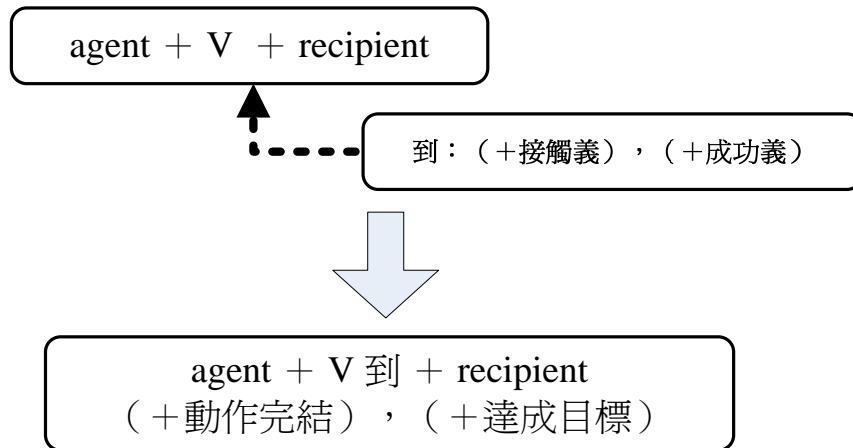 agent + V + recipient
到：（+接觸義），（+成功義）
agent + V 到 + recipient
（+動作完結），（+達成目標）